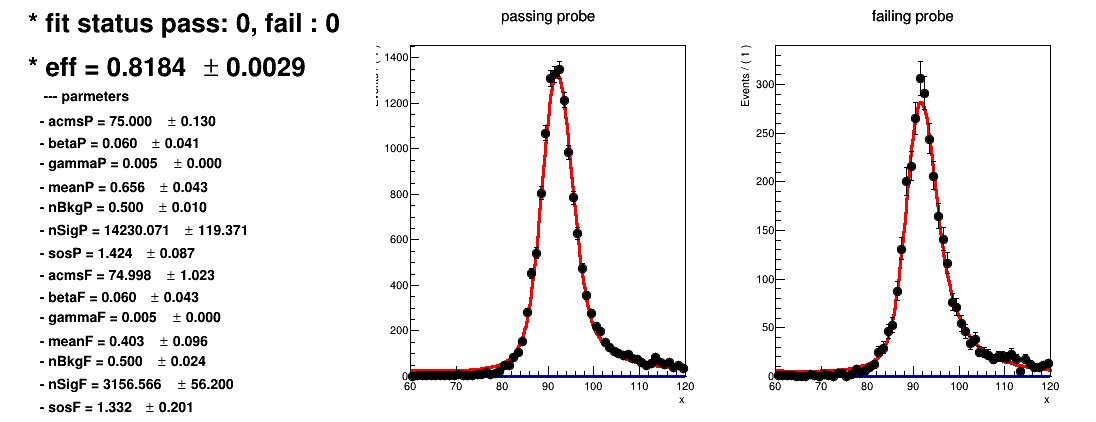 * fit status pass: 0, fail : 0
* eff = 0.8184 ± 0.0029
--- parmeters
- acmsP = 75.000 ± 0.130
- betaP = 0.060 ± 0.041
- gammaP = 0.005 ± 0.000
- meanP = 0.656 ± 0.043
- nBkgP = 0.500 ± 0.010
- nSigP = 14230.071 ± 119.371
- sosP = 1.424 ± 0.087
- acmsF = 74.998 ± 1.023
- betaF = 0.060 ± 0.043
- gammaF = 0.005 ± 0.000
- meanF = 0.403 ± 0.096
- nBkgF = 0.500 ± 0.024
- nSigF = 3156.566 ± 56.200
- sosF = 1.332 ± 0.201
passing probe
1400
1200
1000
800
600
400
200
0
60 70 80 90 100 110 120
x
failing probe
Events / ( 1 )
300
250
200
150
100
50
0
60 70 80 90 100 110 120
x